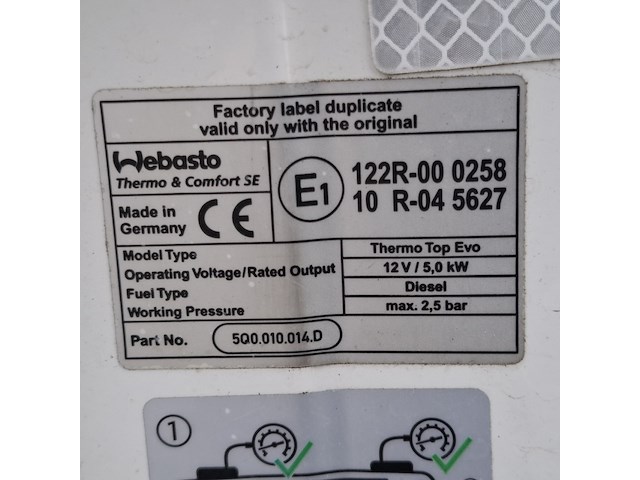 Factory label duplicate
valid only with the original
Webasto
Thermo & Comfort SE
E1
122R-00 0258
10 R-04 5627
Made in
Germany
CE
Model Type Thermo Top Evo
Operating Voltage/Rated Output 12 V / 5,0 kW
Fuel Type Diesel
Working Pressure max. 2,5 bar
Part No. 5Q0.010.014.D
1